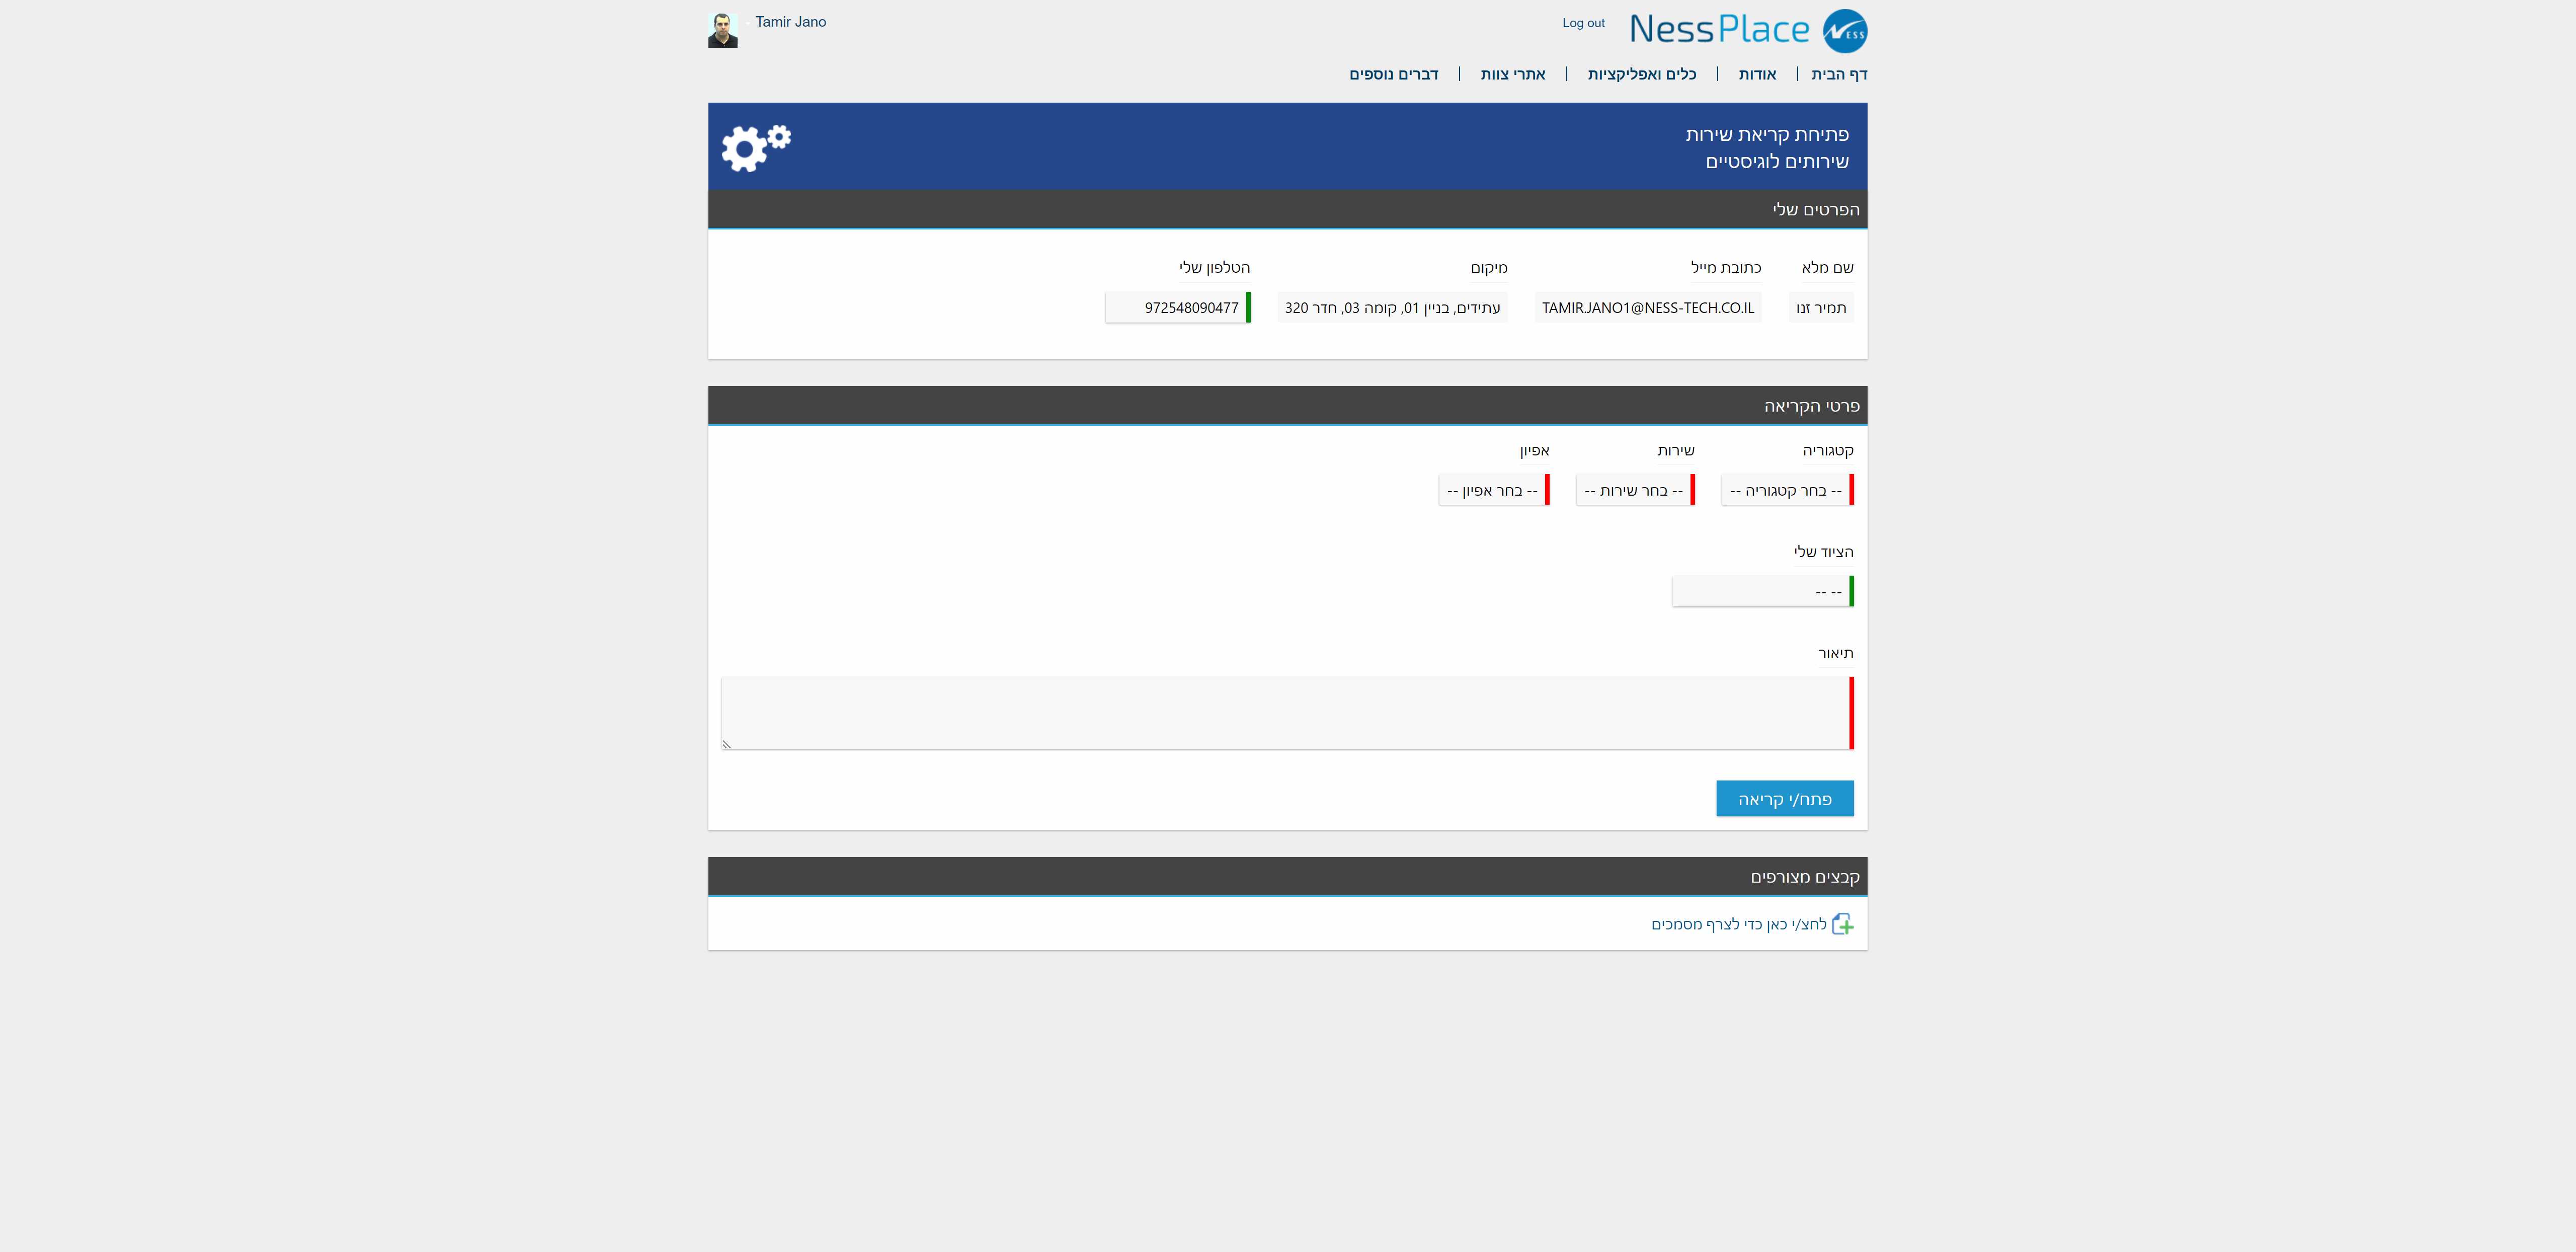 NessPlace NESS
Log out
Tamir Jano
דף הבית | אודות | כלים ואפליקציות | אתרי צוות | דברים נוספים
פתיחת קריאת שירות
שירותים לוגיסטיים
הפרטים שלי
שם מלא כתובת מייל מיקום הטלפון שלי
תמיר זנו TAMIR.JANO1@NESS-TECH.CO.IL עתידים, בניין 01, קומה 03, חדר 320 972548090477
פרטי הקריאה
קטגוריה שירות אפיון
-- בחר קטגוריה -- -- בחר שירות -- -- בחר אפיון --
הציוד שלי
-- --
תיאור
פתח/י קריאה
קבצים מצורפים
לחצ/י כאן כדי לצרף מסמכים